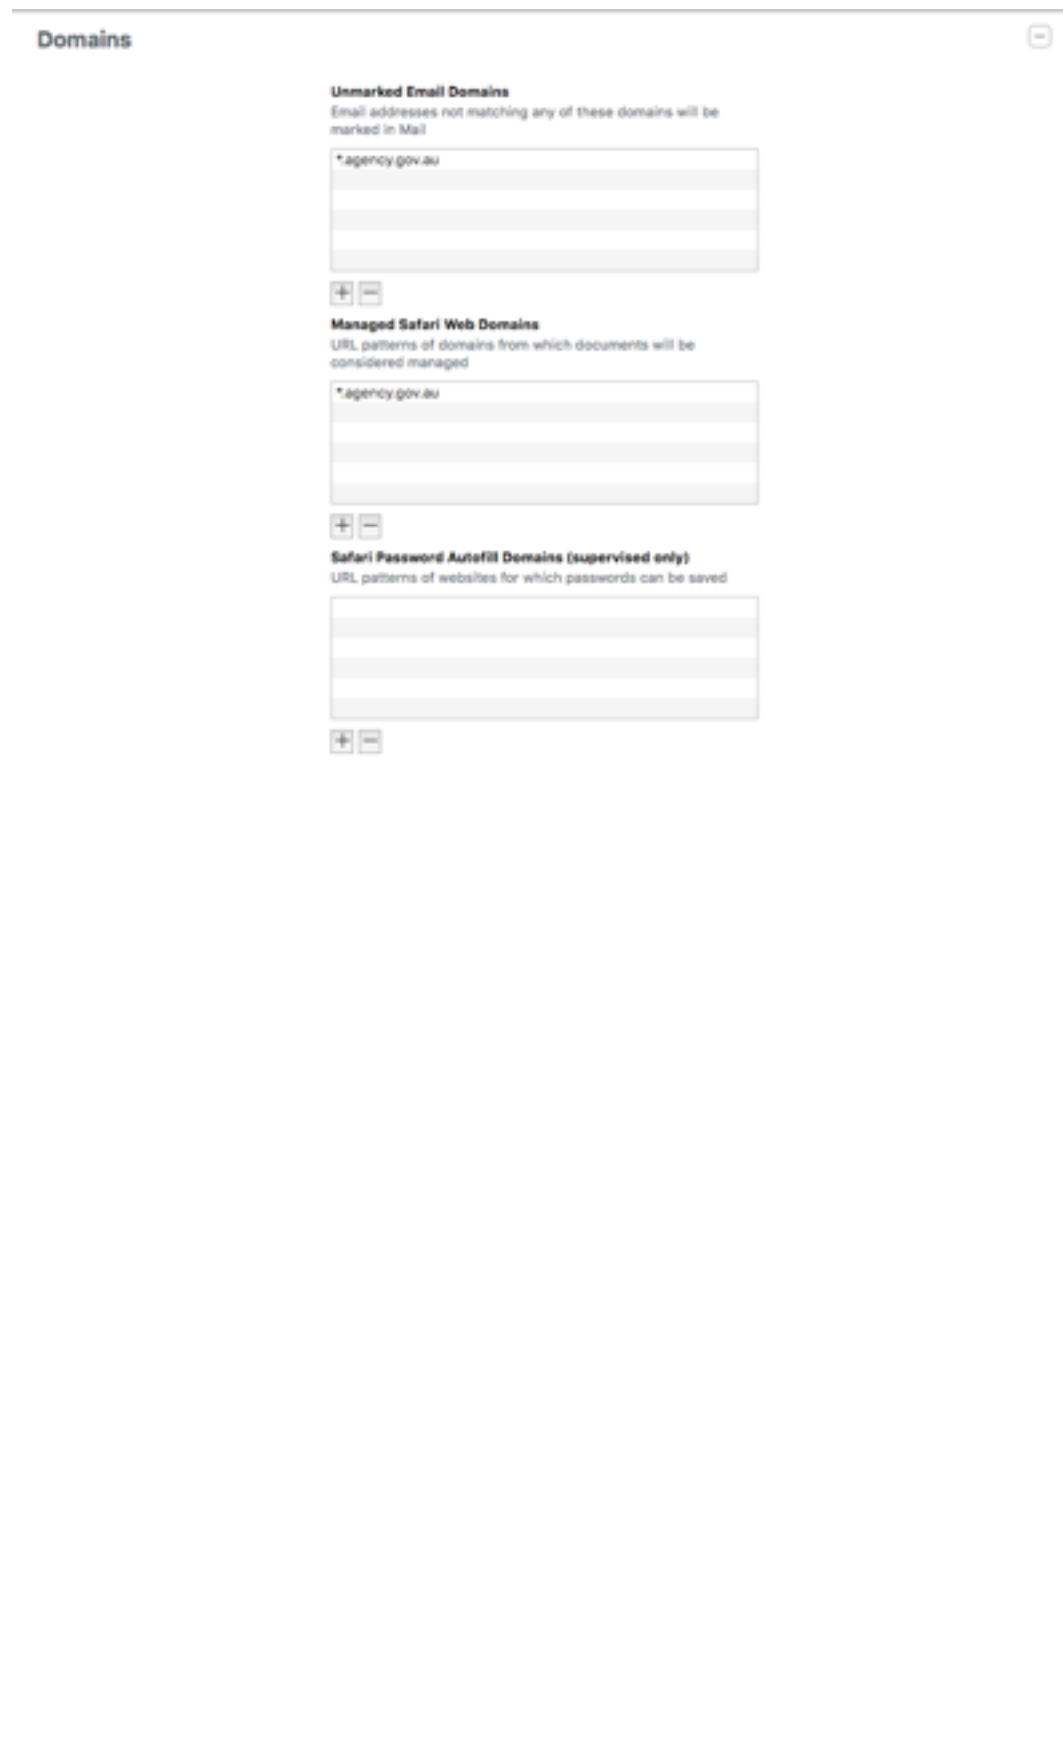 Domains
Unmarked Email Domains
Email addresses not matching any of these domains will be
marked in Mail
*.agency.gov.au
Managed Safari Web Domains
URL patterns of domains from which documents will be
considered managed
*.agency.gov.au
Safari Password Autofill Domains (supervised only)
URL patterns of websites for which passwords can be saved